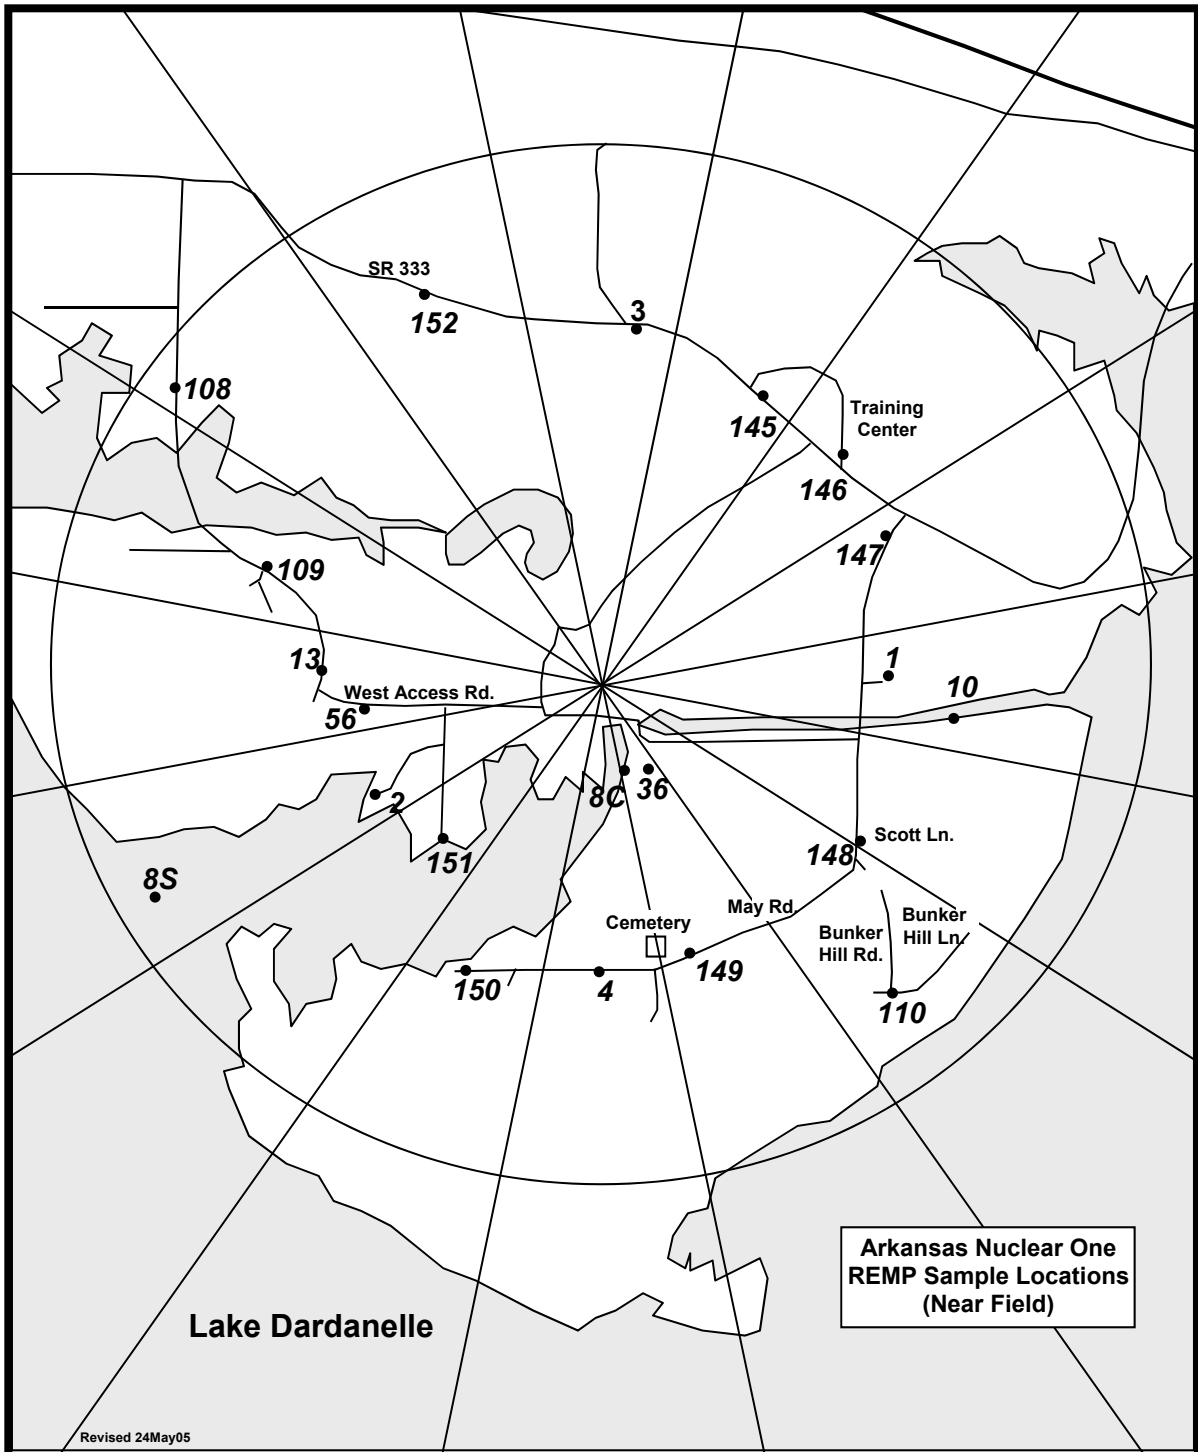 SR 333
152
3
108
145
Training
Center
146
147
109
13
1
West Access Rd.
10
56
2
8C
36
151
Scott Ln.
148
8S
May Rd.
Cemetery
Bunker
Hill Ln.
Bunker
Hill Rd.
149
150
4
110
Arkansas Nuclear One
REMP Sample Locations
(Near Field)
Lake Dardanelle
Revised 24May05